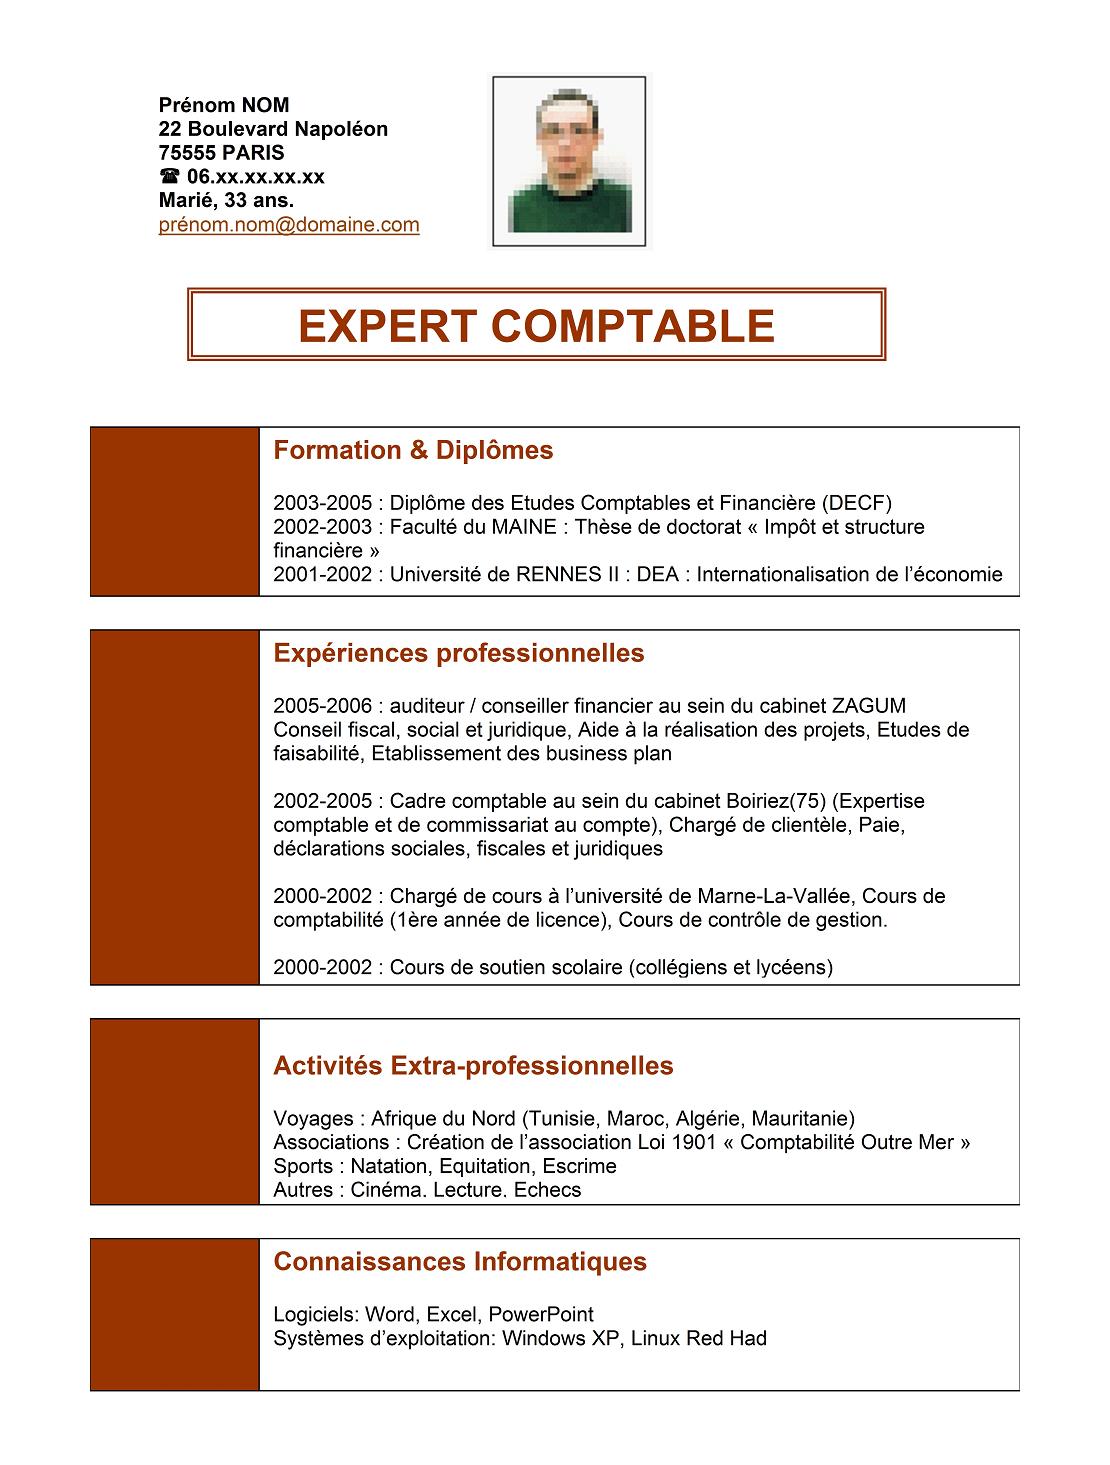 Prénom NOM
22 Boulevard Napoléon
75555 PARIS
☎ 06.xx.xx.xx.xx
Marié, 33 ans.
prénom.nom@domaine.com
EXPERT COMPTABLE
Formation & Diplômes
2003-2005 : Diplôme des Etudes Comptables et Financière (DECF)
2002-2003 : Faculté du MAINE : Thèse de doctorat « Impôt et structure
financière »
2001-2002 : Université de RENNES II : DEA : Internationalisation de l’économie
Expériences professionnelles
2005-2006 : auditeur / conseiller financier au sein du cabinet ZAGUM
Conseil fiscal, social et juridique, Aide à la réalisation des projets, Etudes de
faisabilité, Etablissement des business plan
2002-2005 : Cadre comptable au sein du cabinet Boiriez(75) (Expertise
comptable et de commissariat au compte), Chargé de clientèle, Paie,
déclarations sociales, fiscales et juridiques
2000-2002 : Chargé de cours à l’université de Marne-La-Vallée, Cours de
comptabilité (1ère année de licence), Cours de contrôle de gestion.
2000-2002 : Cours de soutien scolaire (collégiens et lycéens)
Activités Extra-professionnelles
Voyages : Afrique du Nord (Tunisie, Maroc, Algérie, Mauritanie)
Associations : Création de l’association Loi 1901 « Comptabilité Outre Mer »
Sports : Natation, Equitation, Escrime
Autres : Cinéma. Lecture. Echecs
Connaissances Informatiques
Logiciels: Word, Excel, PowerPoint
Systèmes d’exploitation: Windows XP, Linux Red Had